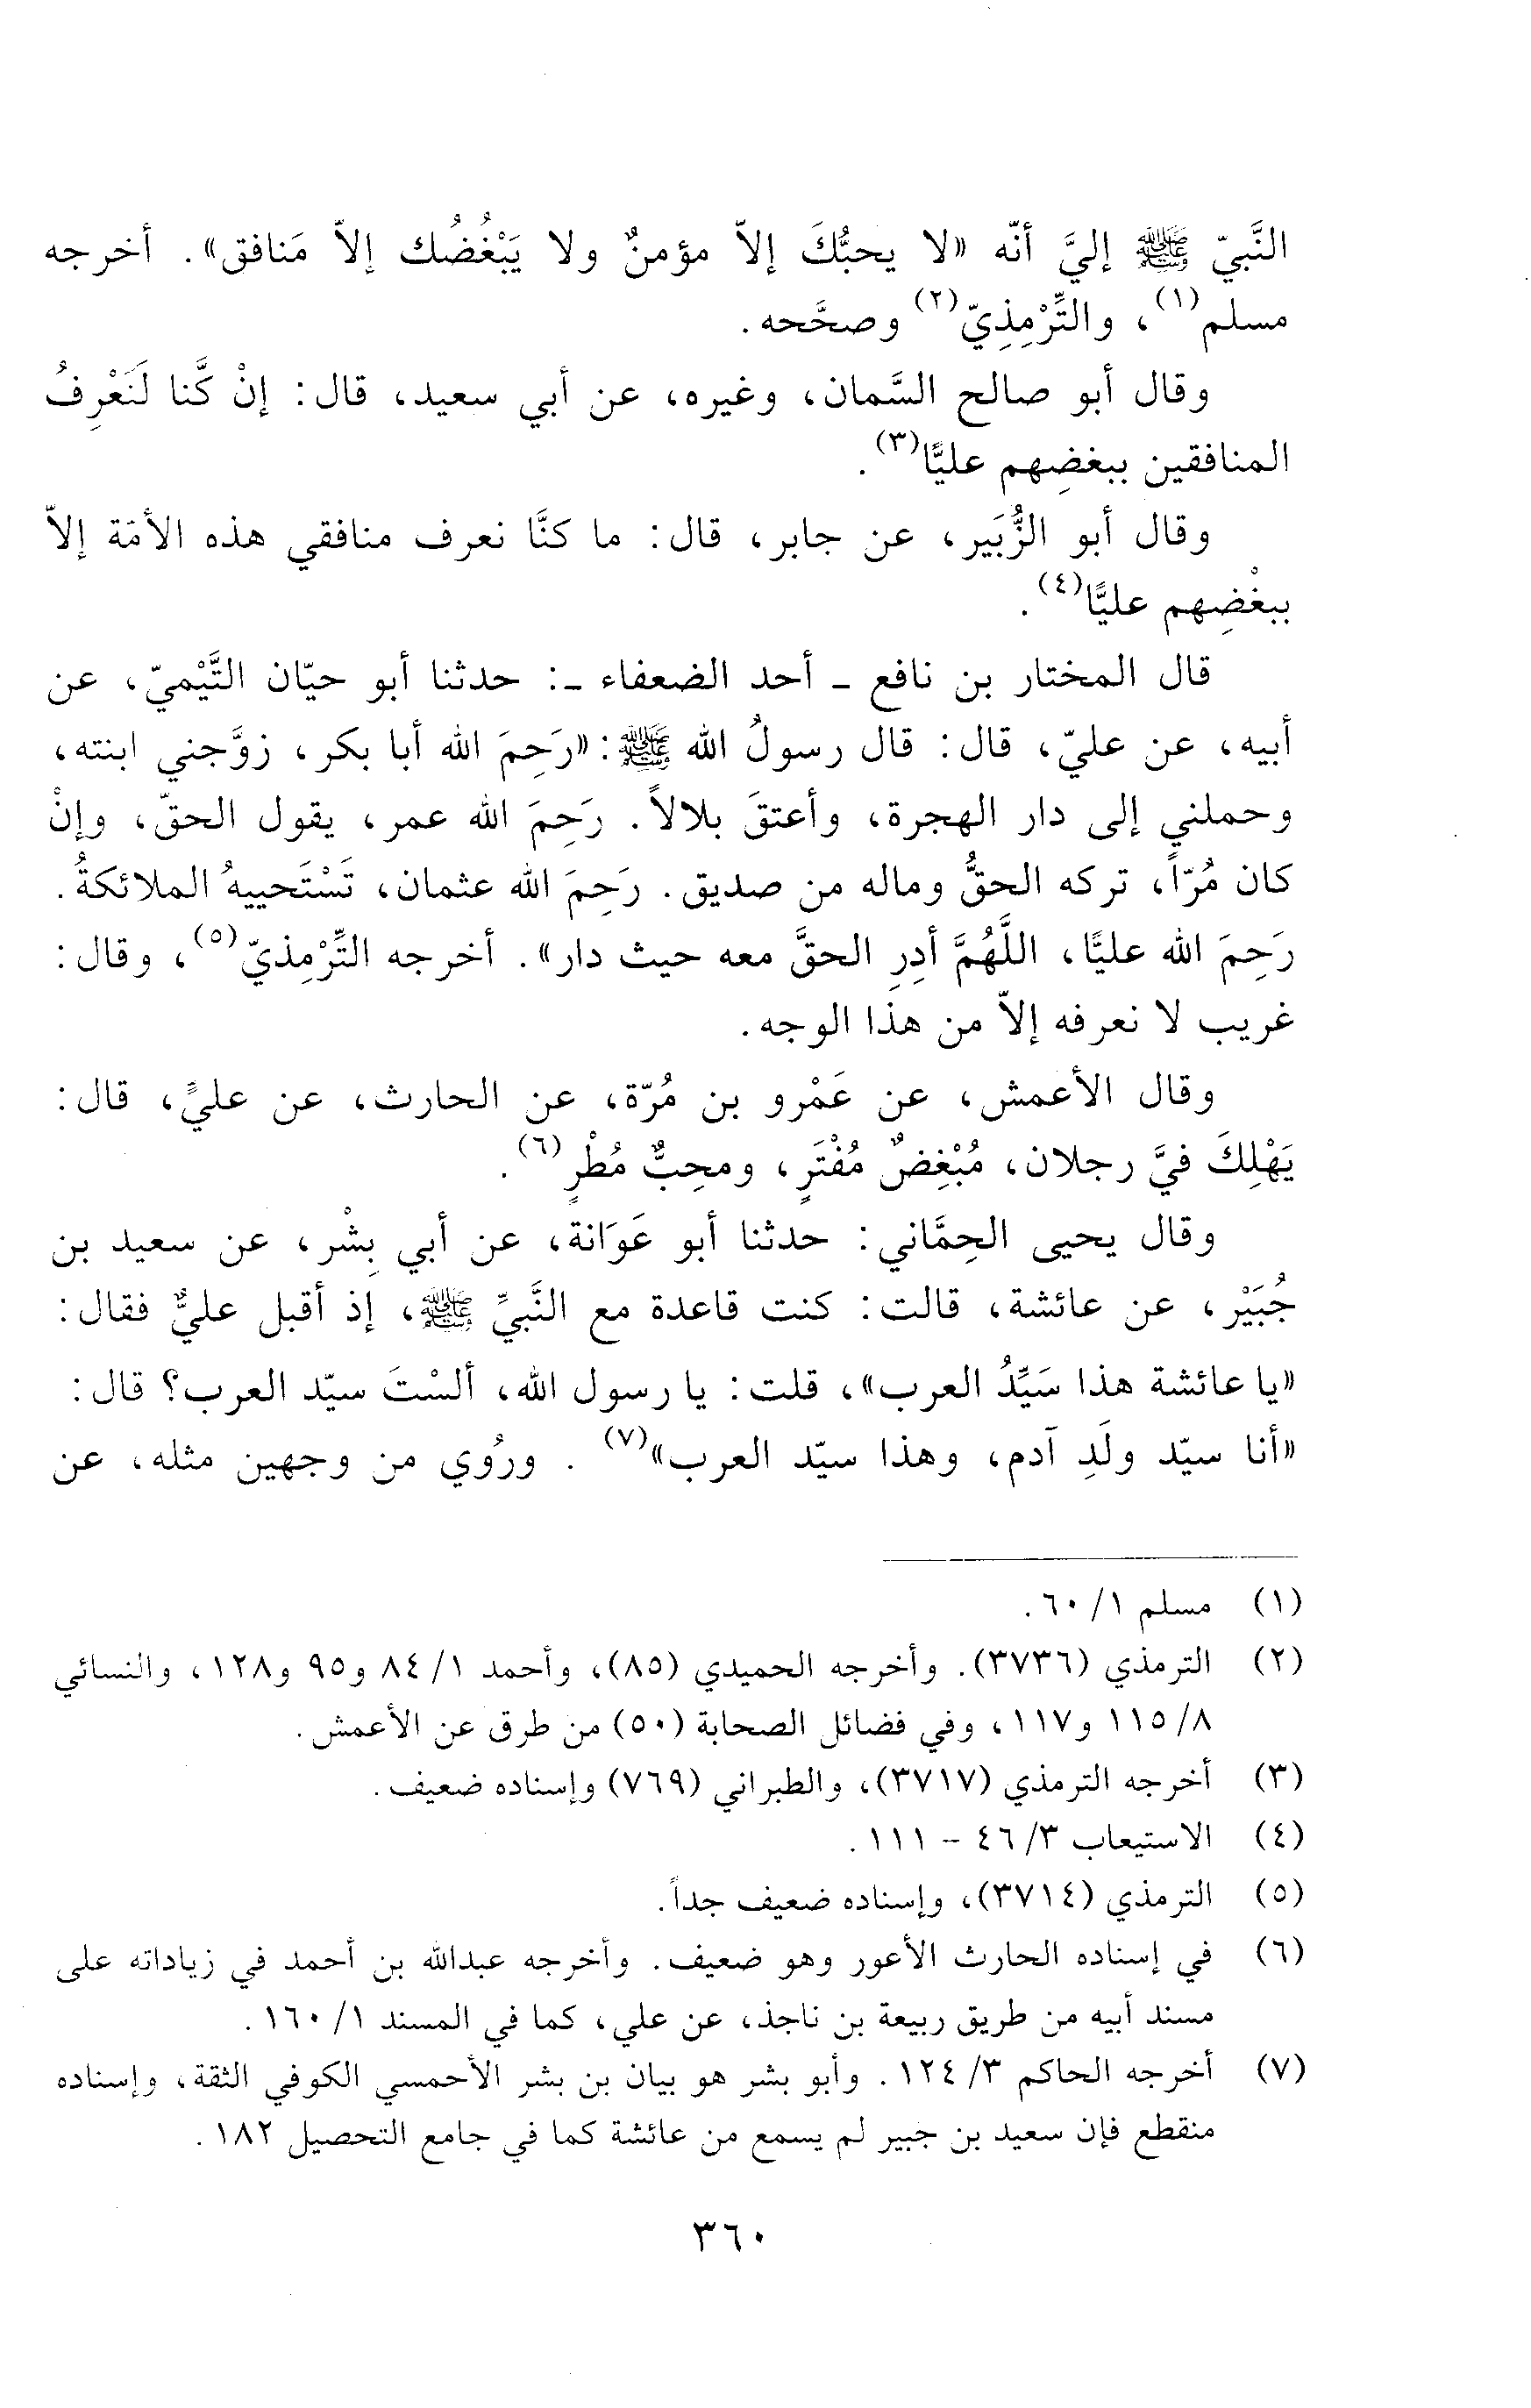 النَّبيّ ﷺ إليَّ أنّه «لا يحبُّكَ إلاّ مؤمنٌ ولا يَبْغُضُك إلاّ مَنافق». أخرجه
مسلم(١)، والتِّرْمِذِيّ(٢) وصحَّحه.
وقال أبو صالح السَّمان، وغيره، عن أبي سعيد، قال: إنْ كَّنا لَنَعْرِفُ
المنافقين ببغضِهم عليًّا(٣).
وقال أبو الزُّبَير، عن جابر، قال: ما كنَّا نعرف منافقي هذه الأمّة إلاّ
ببغْضِهم عليًّا(٤).
قال المختار بن نافع - أحد الضعفاء -: حدثنا أبو حيّان التَّيْميّ، عن
أبيه، عن عليّ، قال: قال رسولُ الله ﷺ: «رَحِمَ الله أبا بكر، زوَّجني ابنته،
وحملني إلى دار الهجرة، وأعتقَ بلالاً. رَحِمَ الله عمر، يقول الحقّ، وإنْ
كان مُرّاً، تركه الحقُّ وماله من صديق. رَحِمَ الله عثمان، تَسْتَحييهُ الملائكةُ.
رَحِمَ الله عليًّا، اللَّهُمَّ أدِرِ الحقَّ معه حيث دار». أخرجه التِّرْمِذيّ(٥)، وقال:
غريب لا نعرفه إلاّ من هذا الوجه.
وقال الأعمش، عن عَمْرو بن مُرّة، عن الحارث، عن عليٍّ، قال:
يَهْلِكَ فيَّ رجلان، مُبْغِضٌ مُفْتَرٍ، ومحِبٌّ مُطْرٍ(٦).
وقال يحيى الحِمَّاني: حدثنا أبو عَوَانة، عن أبي بِشْر، عن سعيد بن
جُبَيْر، عن عائشة، قالت: كنت قاعدة مع النَّبيِّ ﷺ، إذ أقبل عليٌّ فقال:
«يا عائشة هذا سَيِّدُ العرب»، قلت: يا رسول الله، ألسْتَ سيّد العرب؟ قال:
«أنا سيّد ولَدِ آدم، وهذا سيّد العرب»(٧). ورُوي من وجهين مثله، عن
(١) مسلم ١/ ٦٠.
(٢) الترمذي (٣٧٣٦). وأخرجه الحميدي (٨٥)، وأحمد ١/ ٨٤ و٩٥ و١٢٨، والنسائي
٨/ ١١٥ و١١٧، وفي فضائل الصحابة (٥٠) من طرق عن الأعمش.
(٣) أخرجه الترمذي (٣٧١٧)، والطبراني (٧٦٩) وإسناده ضعيف.
(٤) الاستيعاب ٣/ ٤٦ - ١١١.
(٥) الترمذي (٣٧١٤)، وإسناده ضعيف جداً.
(٦) في إسناده الحارث الأعور وهو ضعيف. وأخرجه عبدالله بن أحمد في زياداته على
مسند أبيه من طريق ربيعة بن ناجذ، عن علي، كما في المسند ١/ ١٦٠.
(٧) أخرجه الحاكم ٣/ ١٢٤. وأبو بشر هو بيان بن بشر الأحمسي الكوفي الثقة، وإسناده
منقطع فإن سعيد بن جبير لم يسمع من عائشة كما في جامع التحصيل ١٨٢.
٣٦٠